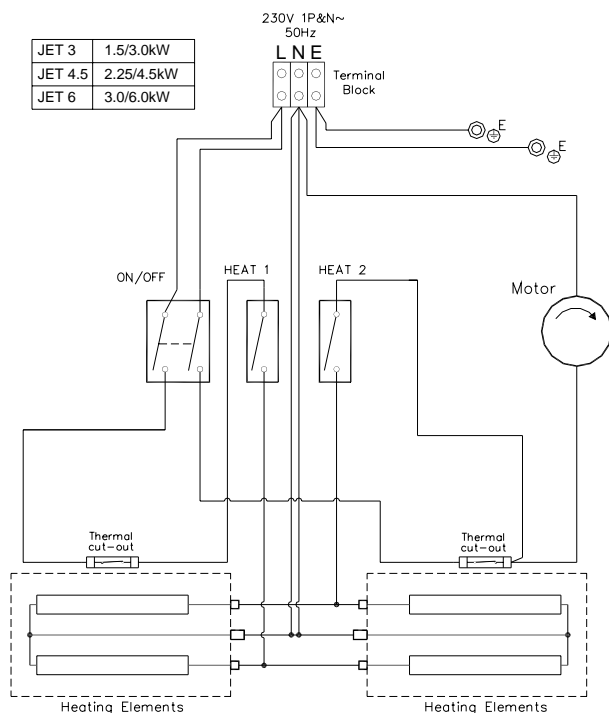 230V 1P&N~
50Hz
L N E
JET 3 1.5/3.0kW
JET 4.5 2.25/4.5kW
JET 6 3.0/6.0kW
Terminal
Block
E
E
ON/OFF
HEAT 1
HEAT 2
Motor
Thermal
cut-out
Thermal
cut-out
Heating Elements
Heating Elements